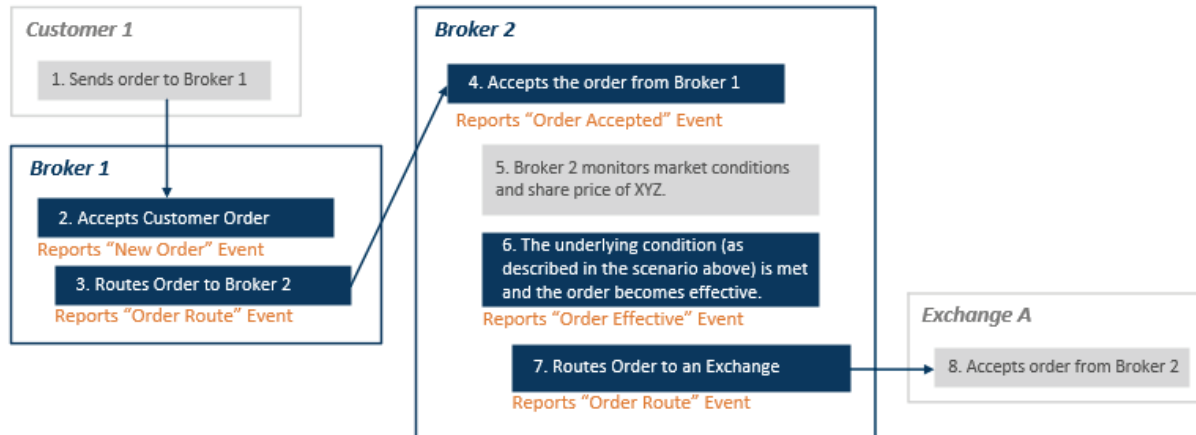 Customer 1
1. Sends order to Broker 1
Broker 1
2. Accepts Customer Order
Reports “New Order” Event
3. Routes Order to Broker 2
Reports “Order Route” Event
Broker 2
4. Accepts the order from Broker 1
Reports “Order Accepted” Event
5. Broker 2 monitors market conditions
and share price of XYZ.
6. The underlying condition (as
described in the scenario above) is met
and the order becomes effective.
Reports “Order Effective” Event
7. Routes Order to an Exchange
Reports “Order Route” Event
Exchange A
8. Accepts order from Broker 2